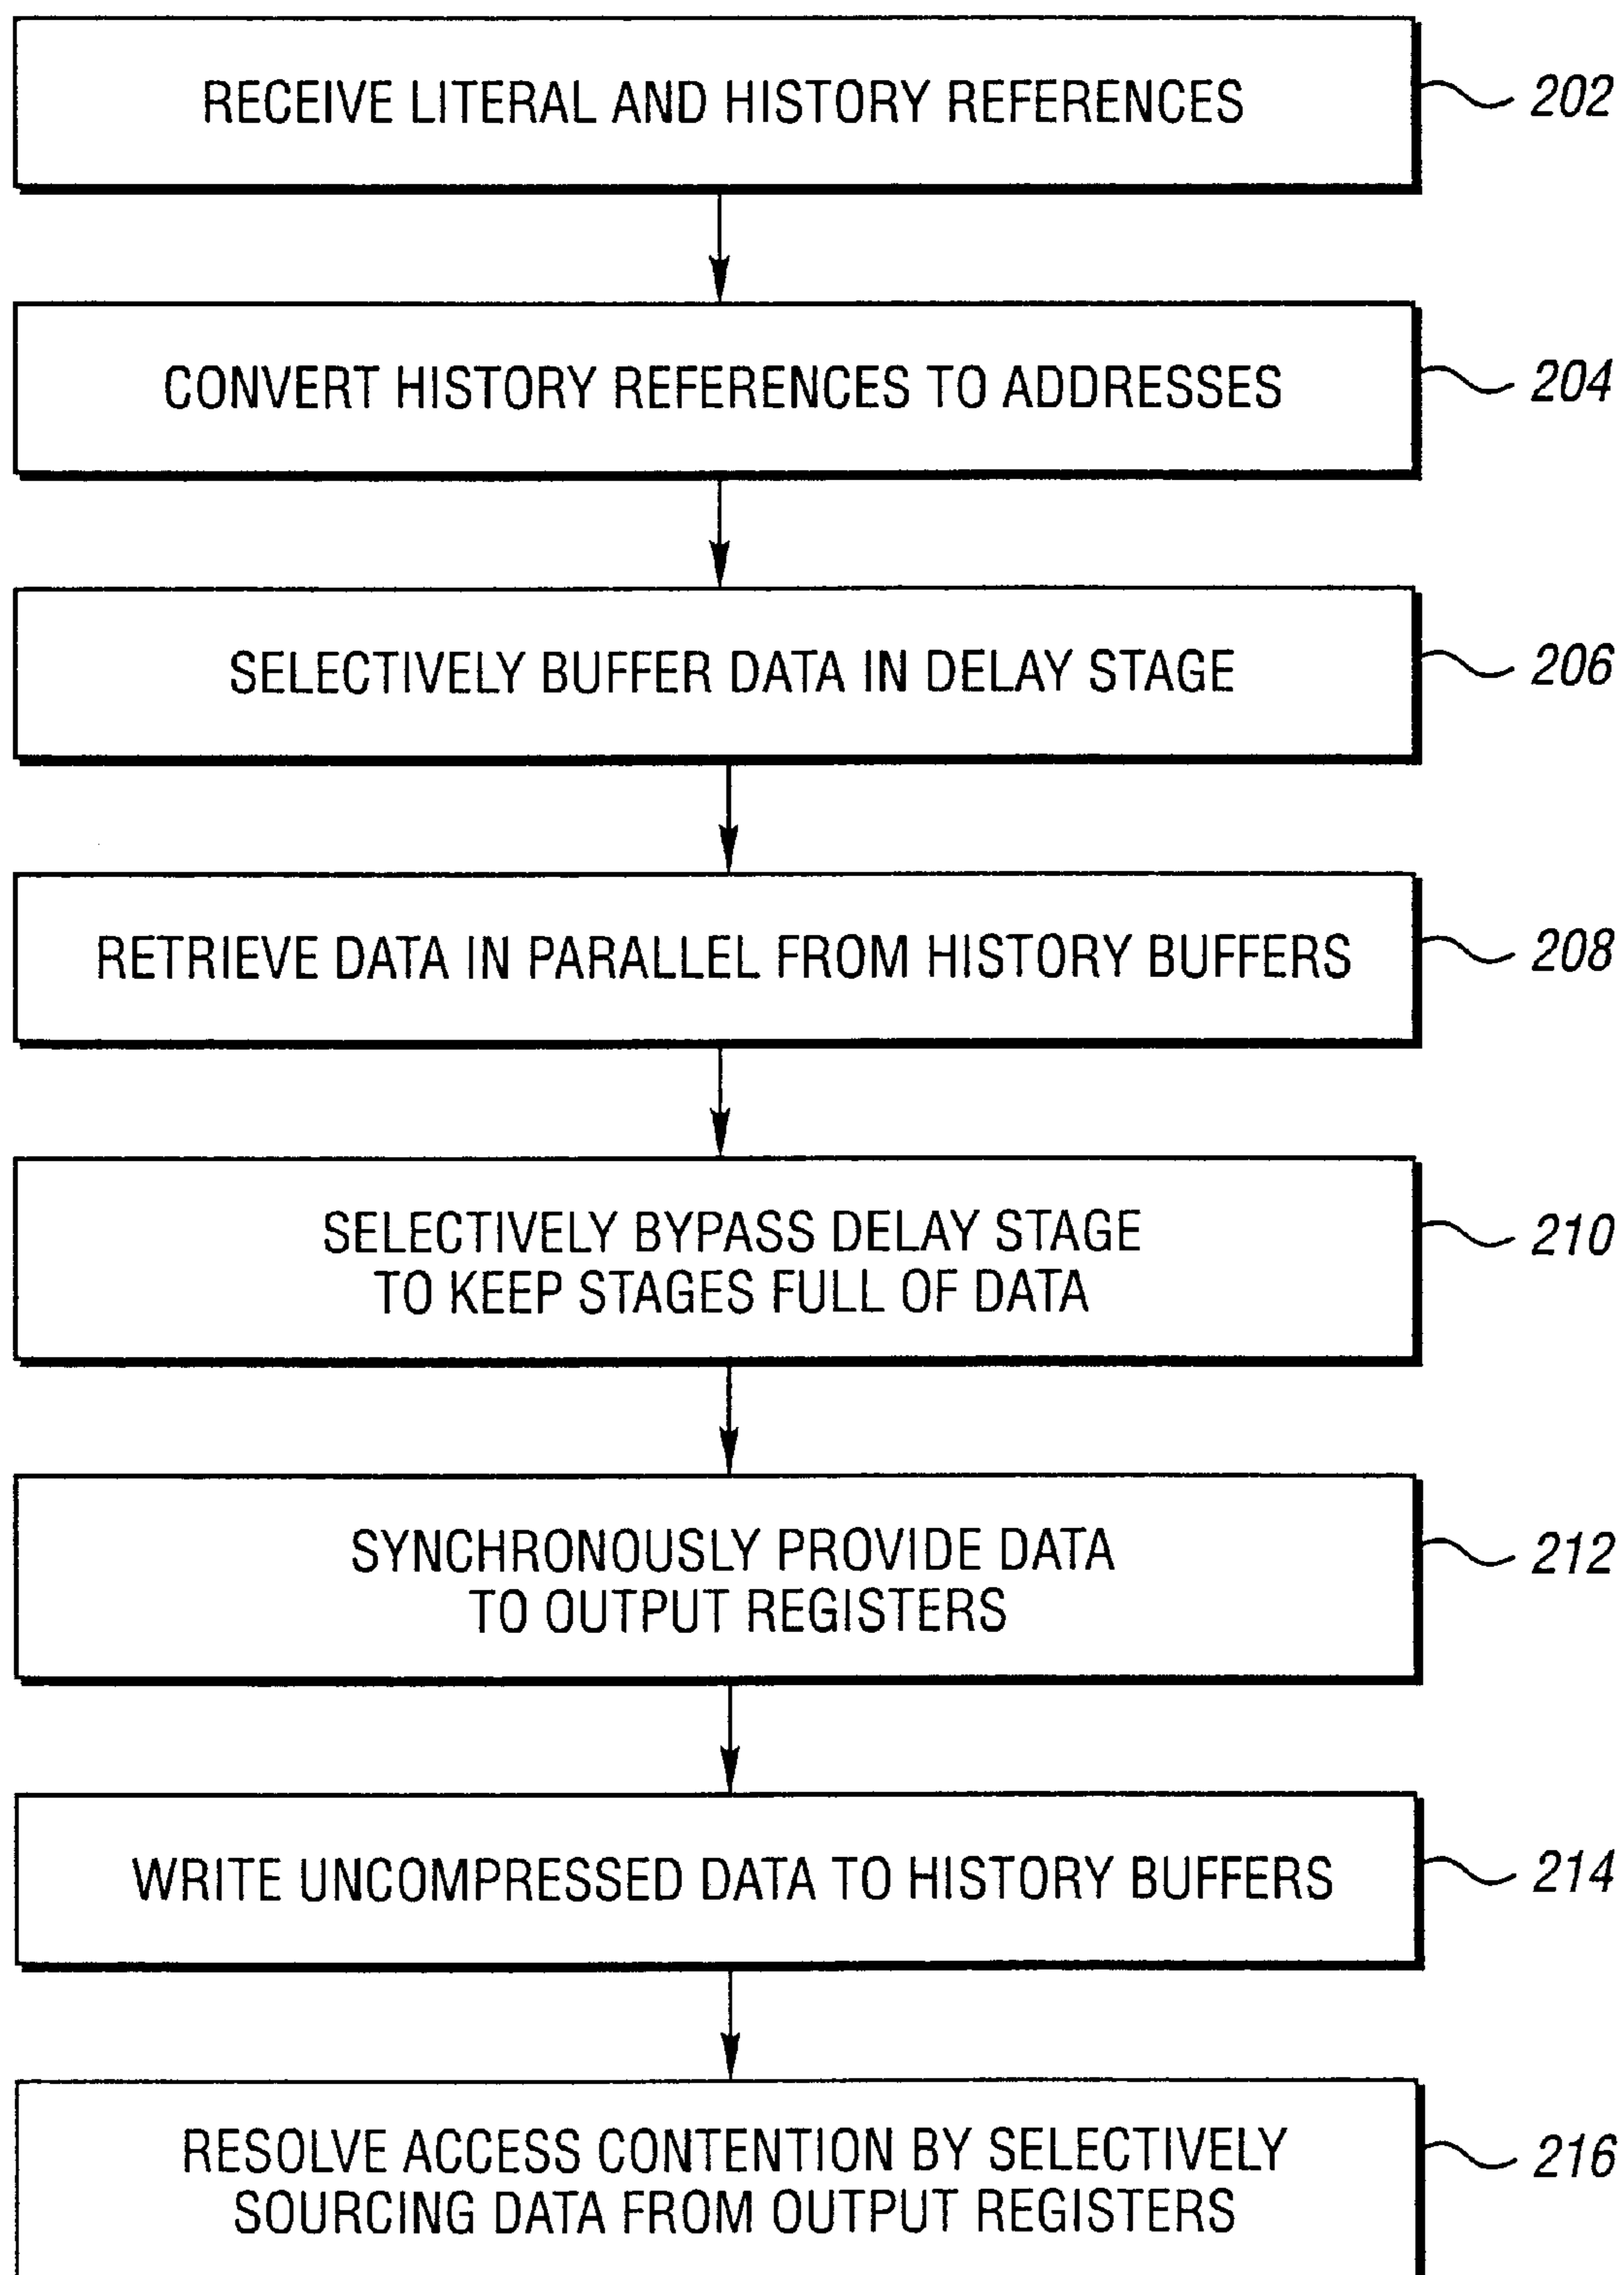 RECEIVE LITERAL AND HISTORY REFERENCES
202
CONVERT HISTORY REFERENCES TO ADDRESSES
204
SELECTIVELY BUFFER DATA IN DELAY STAGE
206
RETRIEVE DATA IN PARALLEL FROM HISTORY BUFFERS
208
SELECTIVELY BYPASS DELAY STAGE
TO KEEP STAGES FULL OF DATA
210
SYNCHRONOUSLY PROVIDE DATA
TO OUTPUT REGISTERS
212
WRITE UNCOMPRESSED DATA TO HISTORY BUFFERS
214
RESOLVE ACCESS CONTENTION BY SELECTIVELY
SOURCING DATA FROM OUTPUT REGISTERS
216